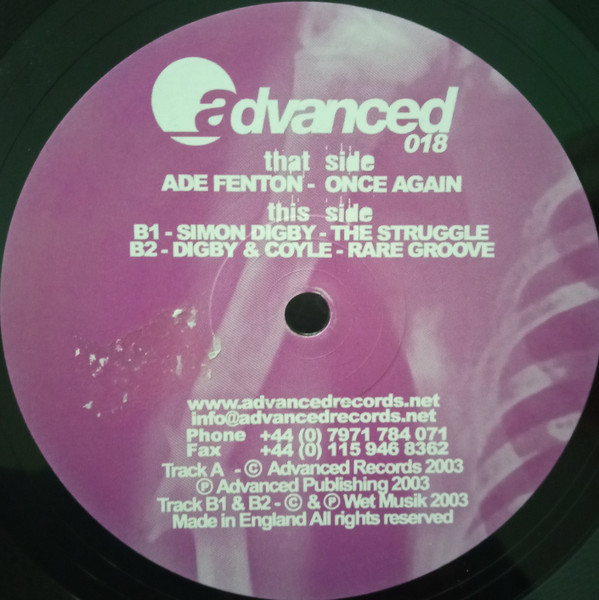 advanced
018
that side
ADE FENTON - ONCE AGAIN
this side
B1 - SIMON DIGBY - THE STRUGGLE
B2 - DIGBY & COYLE - RARE GROOVE
www.advancedrecords.net
info@advancedrecords.net
Phone +44 (0) 7971 784 071
Fax +44 (0) 115 946 8362
Track A - © Advanced Records 2003
℗ Advanced Publishing 2003
Track B1 & B2 - © & ℗ Wet Musik 2003
Made in England All rights reserved